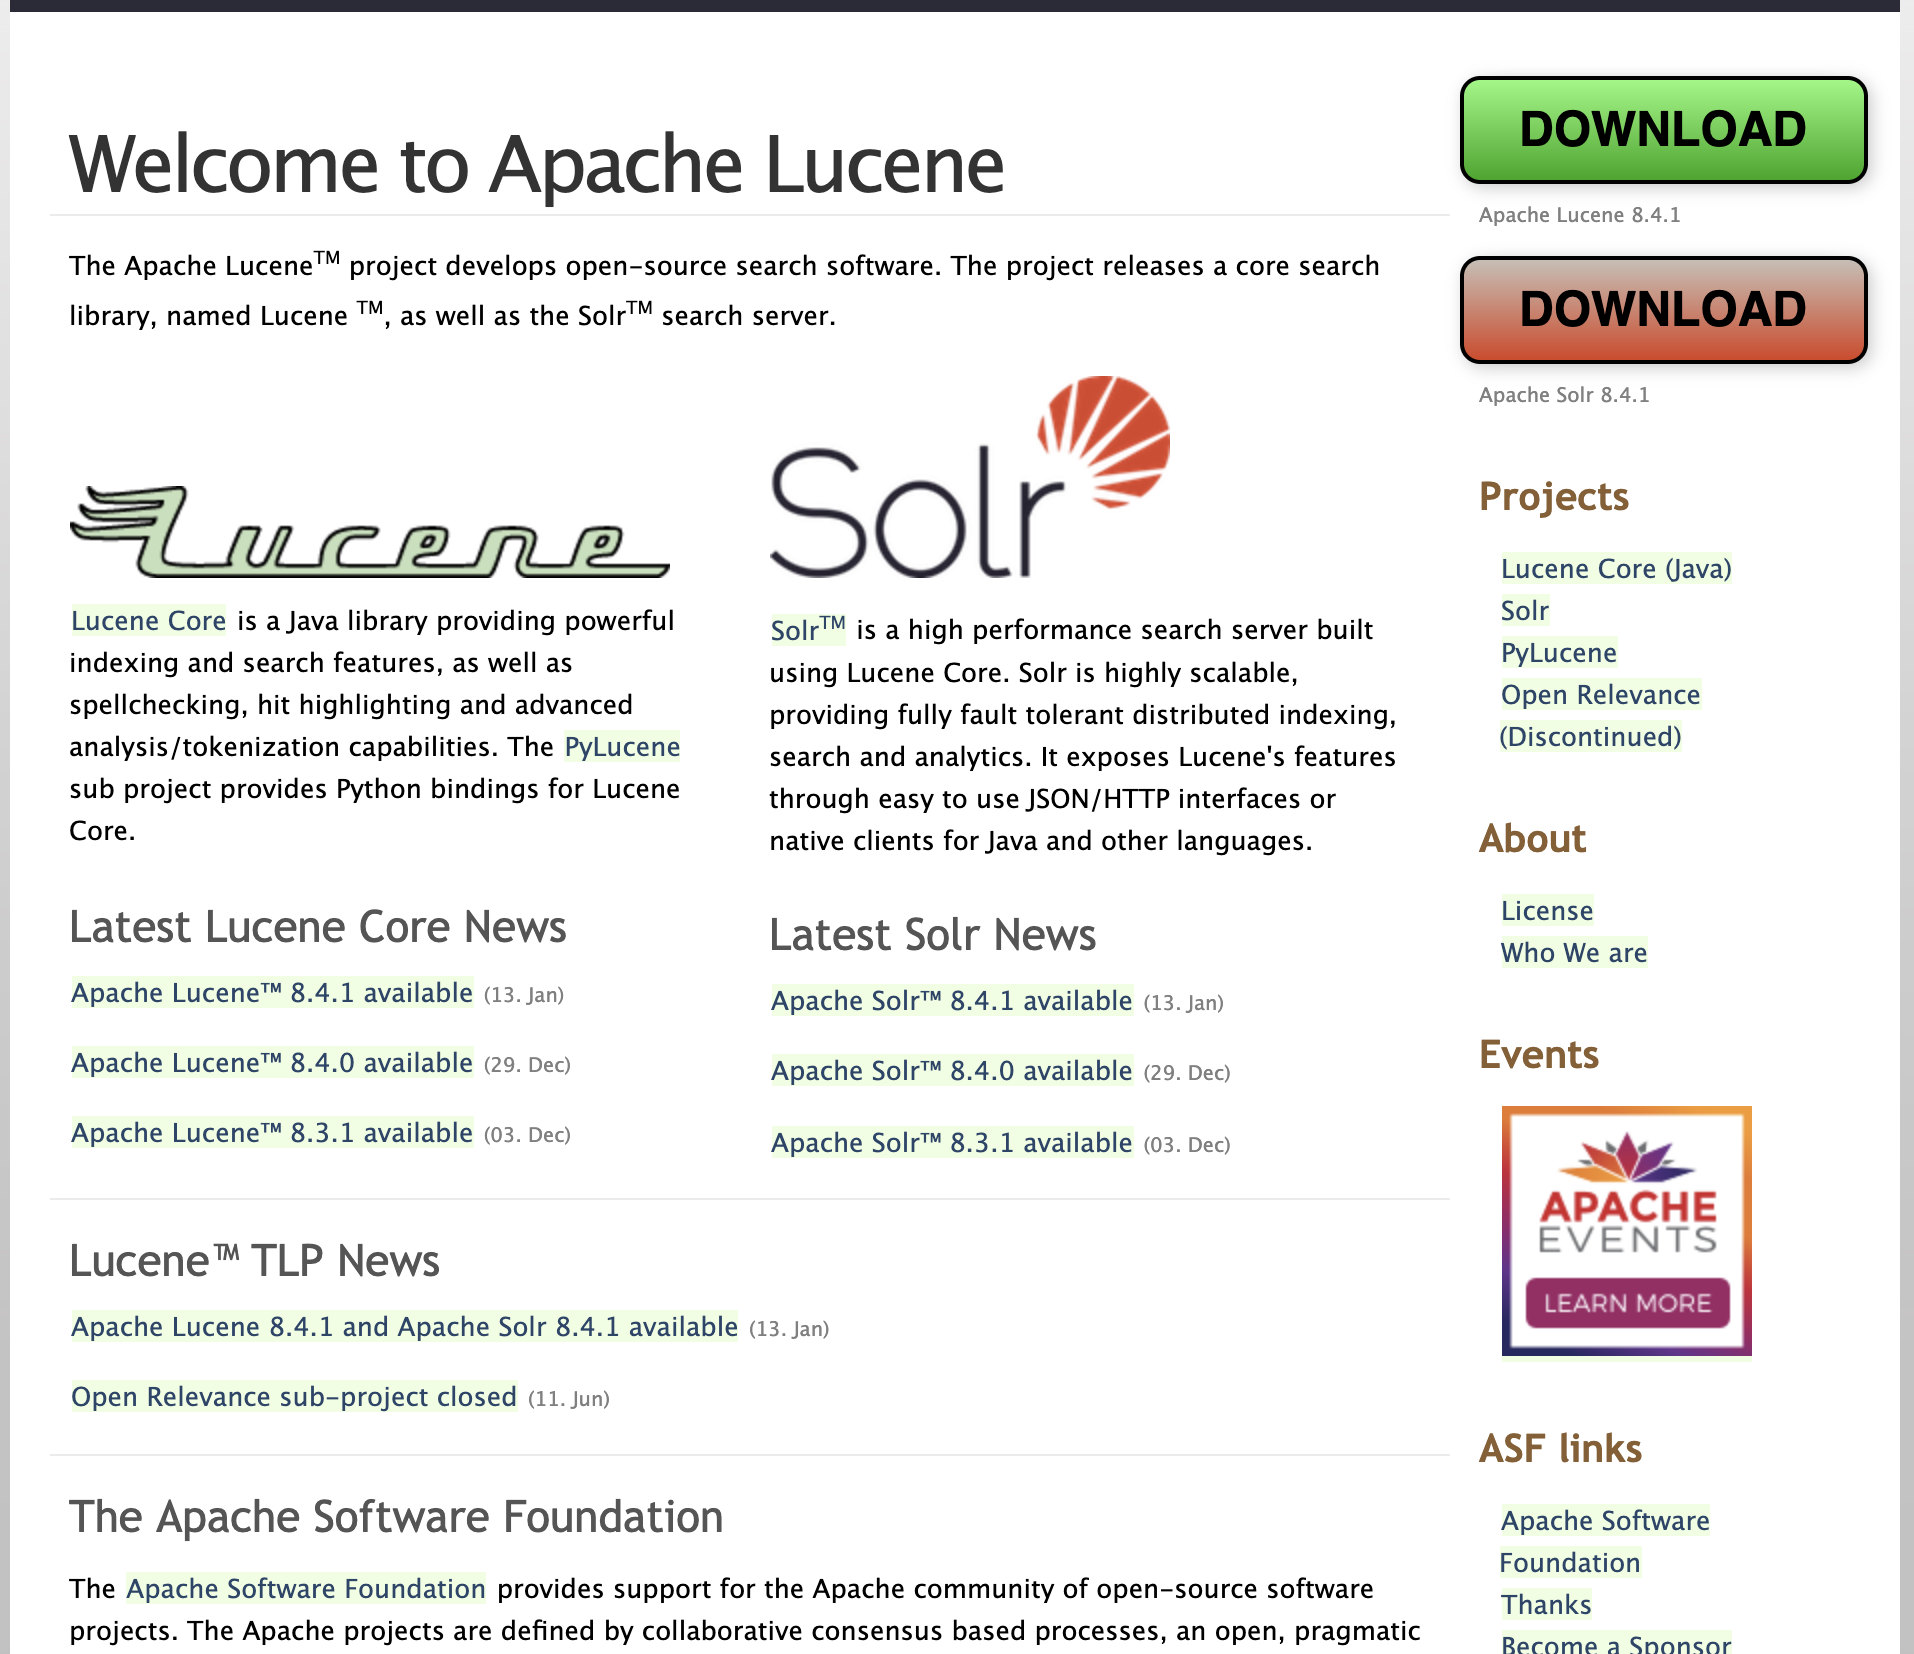 Welcome to Apache Lucene
The Apache Lucene™ project develops open-source search software. The project releases a core search
library, named Lucene ™, as well as the Solr™ search server.
Lucene
Lucene Core is a Java library providing powerful
indexing and search features, as well as
spellchecking, hit highlighting and advanced
analysis/tokenization capabilities. The PyLucene
sub project provides Python bindings for Lucene
Core.
Solr
Solr™ is a high performance search server built
using Lucene Core. Solr is highly scalable,
providing fully fault tolerant distributed indexing,
search and analytics. It exposes Lucene's features
through easy to use JSON/HTTP interfaces or
native clients for Java and other languages.
Latest Lucene Core News
Apache Lucene™ 8.4.1 available (13. Jan)
Apache Lucene™ 8.4.0 available (29. Dec)
Apache Lucene™ 8.3.1 available (03. Dec)
Latest Solr News
Apache Solr™ 8.4.1 available (13. Jan)
Apache Solr™ 8.4.0 available (29. Dec)
Apache Solr™ 8.3.1 available (03. Dec)
Lucene™ TLP News
Apache Lucene 8.4.1 and Apache Solr 8.4.1 available (13. Jan)
Open Relevance sub-project closed (11. Jun)
The Apache Software Foundation
The Apache Software Foundation provides support for the Apache community of open-source software
projects. The Apache projects are defined by collaborative consensus based processes, an open, pragmatic
DOWNLOAD
Apache Lucene 8.4.1
DOWNLOAD
Apache Solr 8.4.1
Projects
Lucene Core (Java)
Solr
PyLucene
Open Relevance
(Discontinued)
About
License
Who We are
Events
APACHE
EVENTS
LEARN MORE
ASF links
Apache Software
Foundation
Thanks
Become a Sponsor